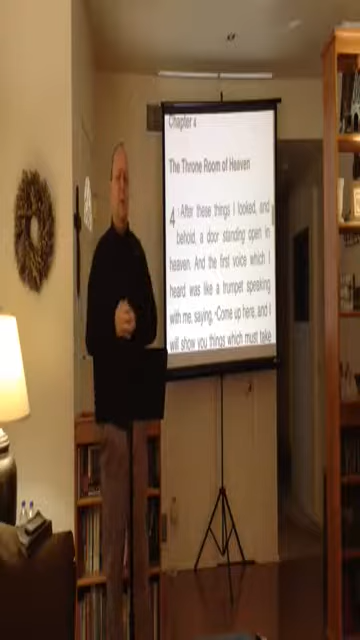 Chapter 4
The Throne Room of Heaven
4 After these things I looked, and
behold, a door standing open in
heaven. And the first voice which I
heard was like a trumpet speaking
with me, saying, "Come up here, and I
will show you things which must take